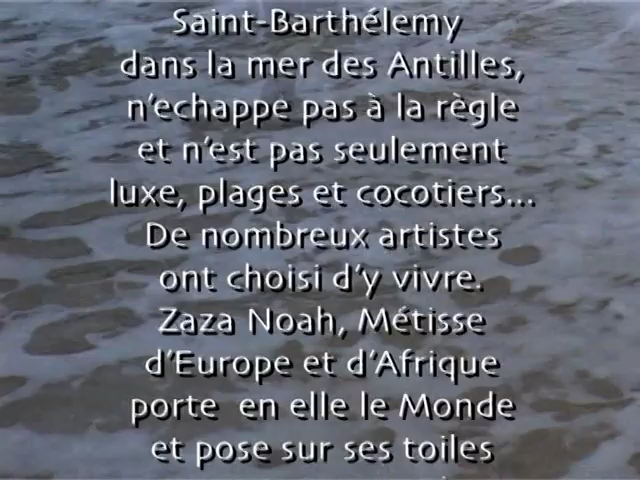 Saint-Barthélemy
dans la mer des Antilles,
n'echappe pas à la règle
et n'est pas seulement
luxe, plages et cocotiers...
De nombreux artistes
ont choisi d'y vivre.
Zaza Noah, Métisse
d'Europe et d'Afrique
porte  en elle le Monde
et pose sur ses toiles